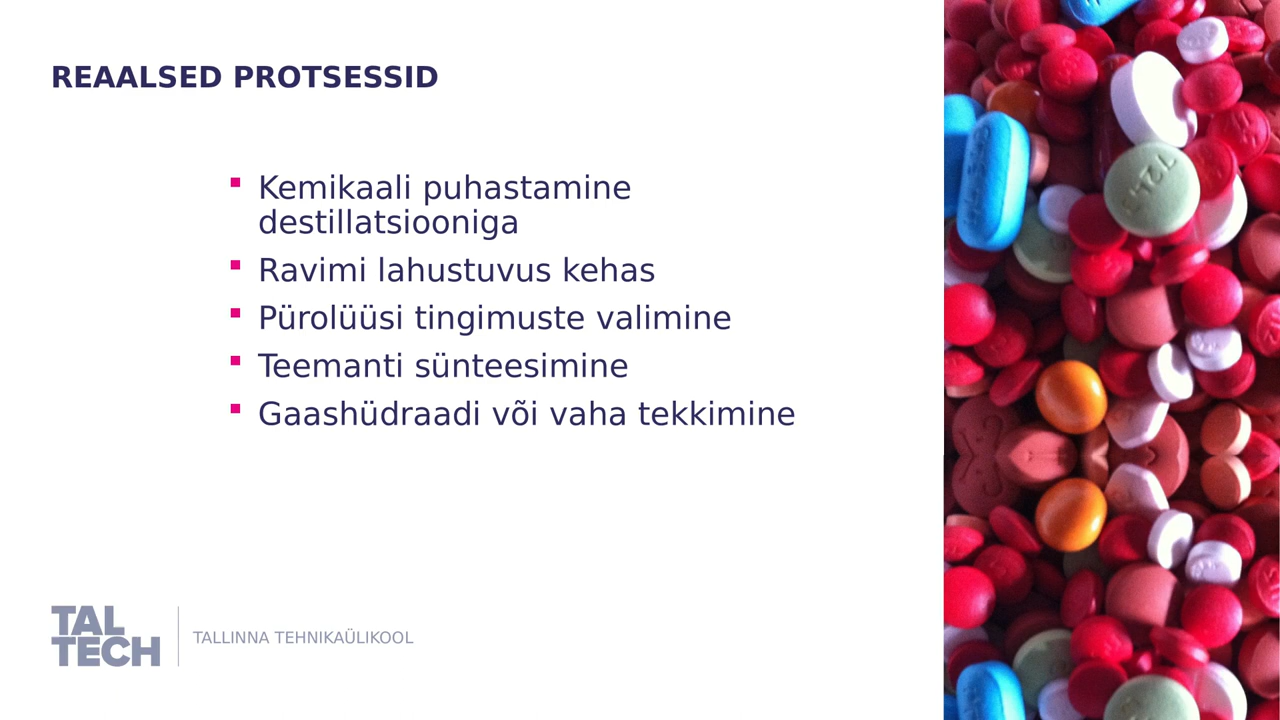 REAALSED PROTSESSID
Kemikaali puhastamine
destillatsiooniga
Ravimi lahustuvus kehas
Pürolüüsi tingimuste valimine
Teemanti sünteesimine
Gaashüdraadi või vaha tekkimine
TAL
TECH
TALLINNA TEHNIKAÜLIKOOL